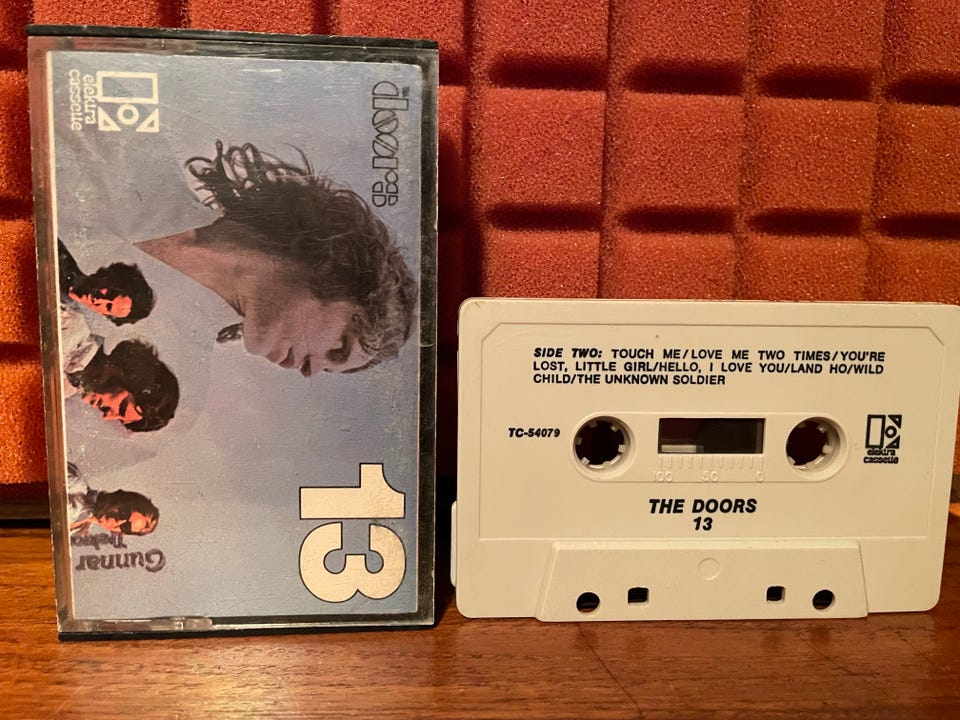 elektra
cassette
the
doors
13
Gunnar
SIDE TWO: TOUCH ME/LOVE ME TWO TIMES/YOU'RE
LOST, LITTLE GIRL/HELLO, I LOVE YOU/LAND HO/WILD
CHILD/THE UNKNOWN SOLDIER
TC-54079
100 50 0
elektra
cassette
THE DOORS
13